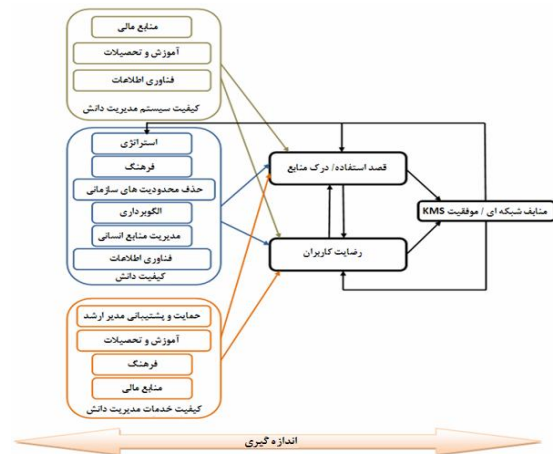 منابع مالی
آموزش و تحصیلات
فناوری اطلاعات
کیفیت سیستم مدیریت دانش
استراتژی
فرهنگ
حذف محدودیت های سازمانی
الگوبرداری
مدیریت منابع انسانی
فناوری اطلاعات
کیفیت دانش
حمایت و پشتیبانی مدیر ارشد
آموزش و تحصیلات
فرهنگ
منابع مالی
کیفیت خدمات مدیریت دانش
قصد استفاده/ درک منابع
رضایت کاربران
منایف شبکه ای / موفقیت KMS
اندازه گیری